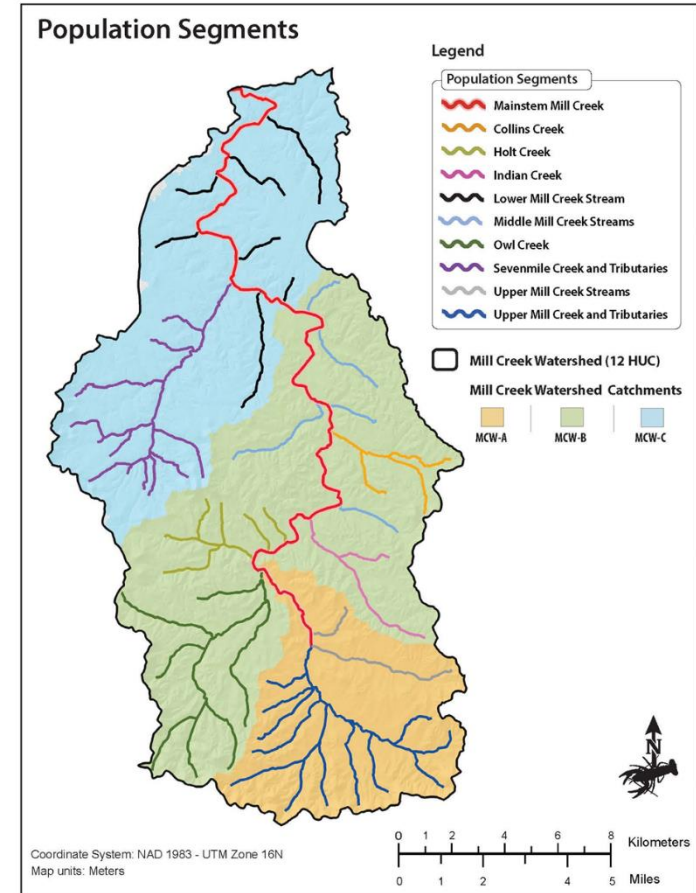 Population Segments
Legend
Population Segments
Mainstem Mill Creek
Collins Creek
Holt Creek
Indian Creek
Lower Mill Creek Stream
Middle Mill Creek Streams
Owl Creek
Sevenmile Creek and Tributaries
Upper Mill Creek Streams
Upper Mill Creek and Tributaries
Mill Creek Watershed (12 HUC)
Mill Creek Watershed Catchments
MCW-A MCW-B MCW-C
N
Coordinate System: NAD 1983 - UTM Zone 16N
Map units: Meters
0 1 2 4 6 8 Kilometers
0 1 2 4 5 Miles